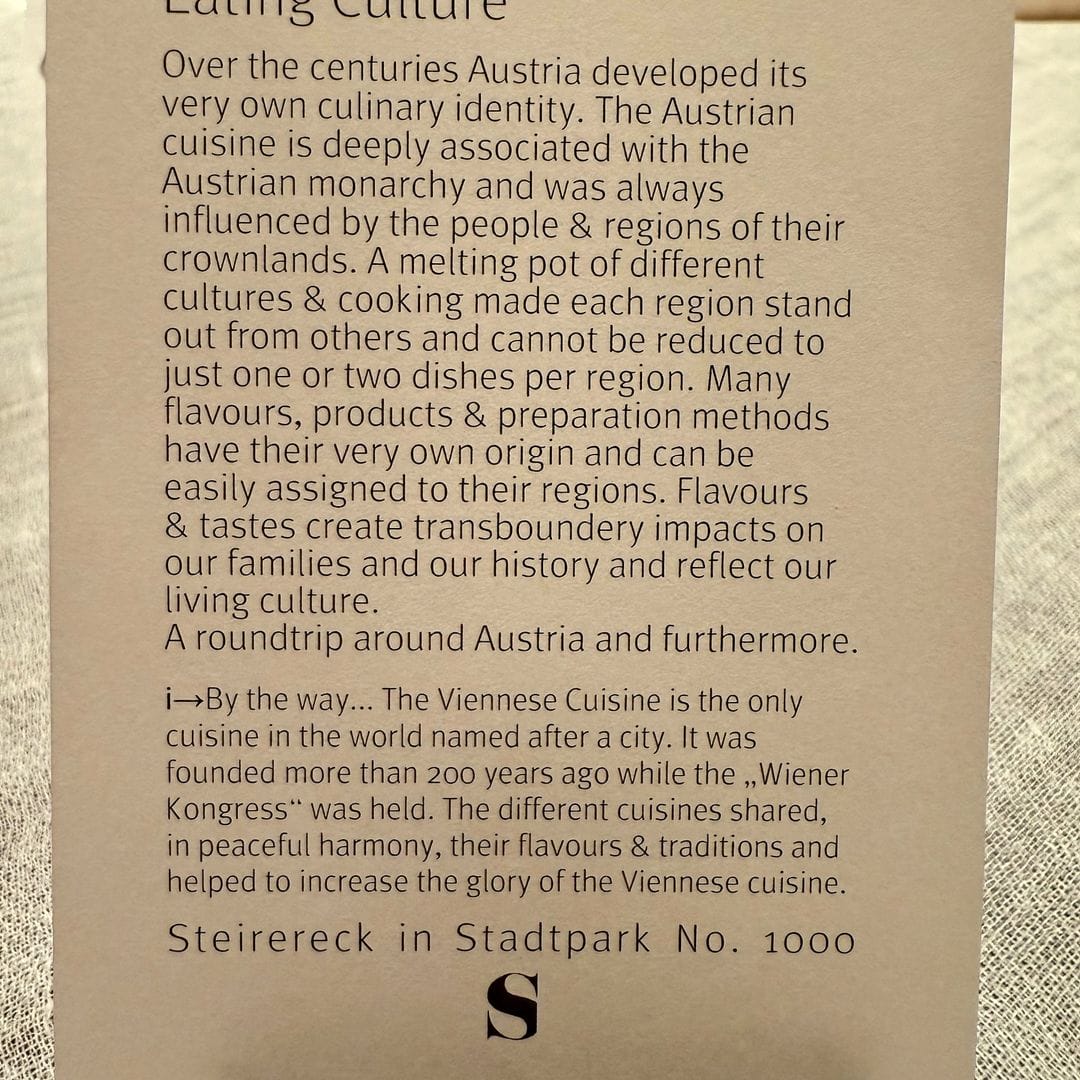 Eating Culture
Over the centuries Austria developed its
very own culinary identity. The Austrian
cuisine is deeply associated with the
Austrian monarchy and was always
influenced by the people & regions of their
crownlands. A melting pot of different
cultures & cooking made each region stand
out from others and cannot be reduced to
just one or two dishes per region. Many
flavours, products & preparation methods
have their very own origin and can be
easily assigned to their regions. Flavours
& tastes create transboundery impacts on
our families and our history and reflect our
living culture.
A roundtrip around Austria and furthermore.
i→By the way... The Viennese Cuisine is the only
cuisine in the world named after a city. It was
founded more than 200 years ago while the „Wiener
Kongress“ was held. The different cuisines shared,
in peaceful harmony, their flavours & traditions and
helped to increase the glory of the Viennese cuisine.
Steirereck in Stadtpark No. 1000
S